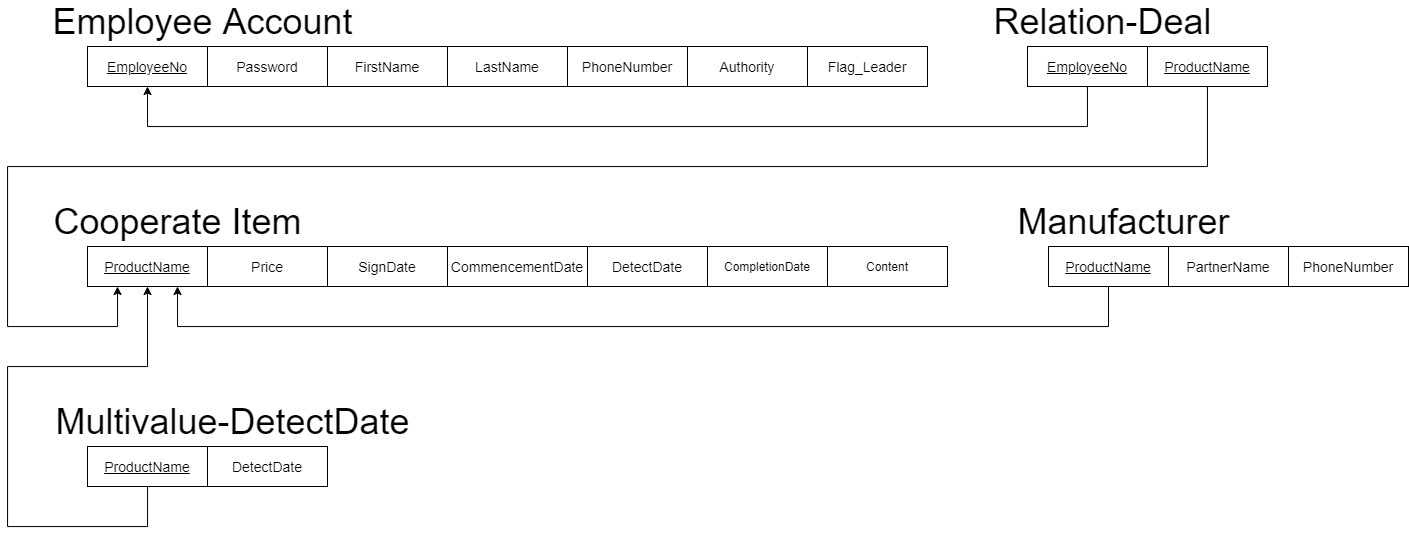 Employee Account
EmployeeNo Password FirstName LastName PhoneNumber Authority Flag_Leader
Relation-Deal
EmployeeNo ProductName
Cooperate Item
ProductName Price SignDate CommencementDate DetectDate CompletionDate Content
Manufacturer
ProductName PartnerName PhoneNumber
Multivalue-DetectDate
ProductName DetectDate